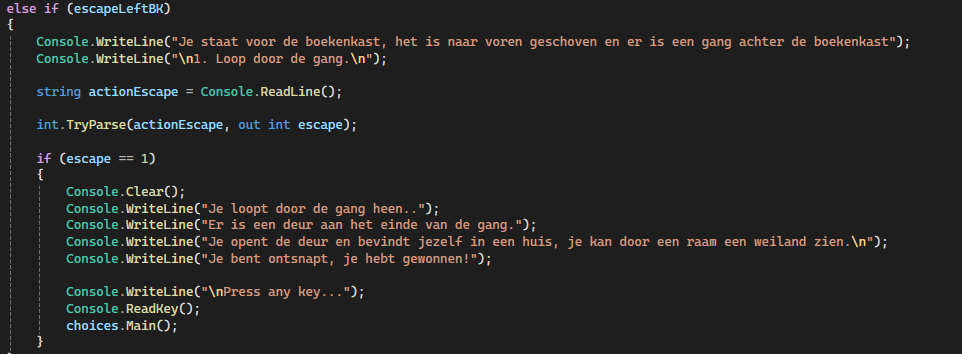 else if (escapeLeftBK)
{
Console.WriteLine("Je staat voor de boekenkast, het is naar voren geschoven en er is een gang achter de boekenkast");
Console.WriteLine("\n1. Loop door de gang.\n");
string actionEscape = Console.ReadLine();
int.TryParse(actionEscape, out int escape);
if (escape == 1)
{
Console.Clear();
Console.WriteLine("Je loopt door de gang heen..");
Console.WriteLine("Er is een deur aan het einde van de gang.");
Console.WriteLine("Je opent de deur en bevindt jezelf in een huis, je kan door een raam een weiland zien.\n");
Console.WriteLine("Je bent ontsnapt, je hebt gewonnen!");
Console.WriteLine("\nPress any key...");
Console.ReadKey();
choices.Main();
}